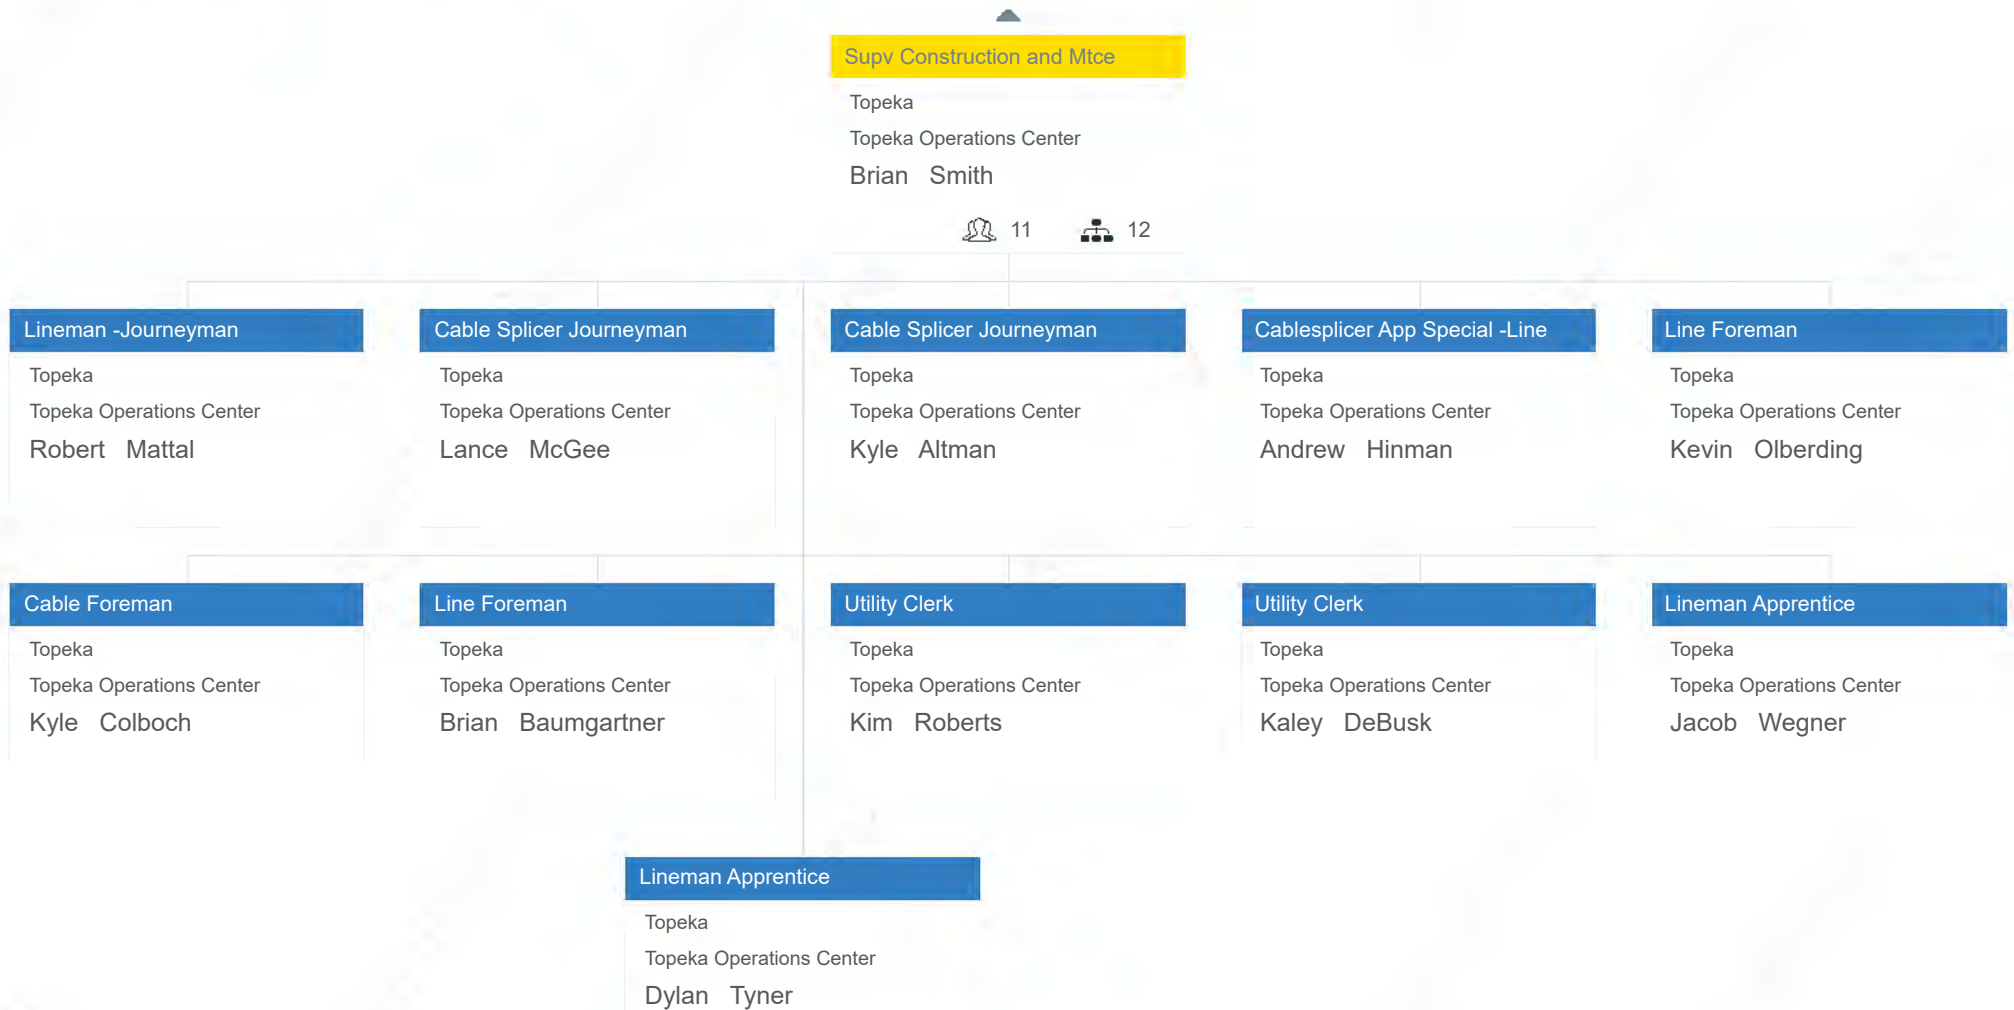 Supv Construction and Mtce
Topeka
Topeka Operations Center
Brian Smith
11 12
Lineman -Journeyman
Topeka
Topeka Operations Center
Robert Mattal
Cable Splicer Journeyman
Topeka
Topeka Operations Center
Lance McGee
Cable Splicer Journeyman
Topeka
Topeka Operations Center
Kyle Altman
Cablesplicer App Special -Line
Topeka
Topeka Operations Center
Andrew Hinman
Line Foreman
Topeka
Topeka Operations Center
Kevin Olberding
Cable Foreman
Topeka
Topeka Operations Center
Kyle Colboch
Line Foreman
Topeka
Topeka Operations Center
Brian Baumgartner
Utility Clerk
Topeka
Topeka Operations Center
Kim Roberts
Utility Clerk
Topeka
Topeka Operations Center
Kaley DeBusk
Lineman Apprentice
Topeka
Topeka Operations Center
Jacob Wegner
Lineman Apprentice
Topeka
Topeka Operations Center
Dylan Tyner